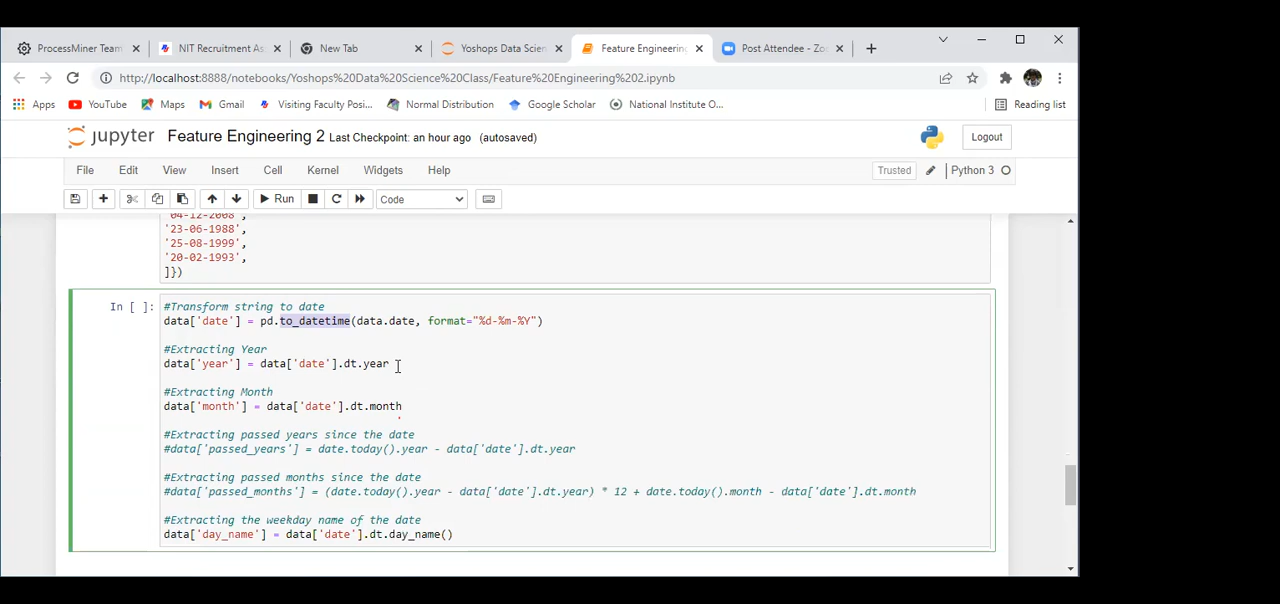 ProcessMiner Team
NIT Recruitment As
New Tab
Yoshops Data Scien
Feature Engineering
Post Attendee - Zoo
http://localhost:8888/notebooks/Yoshops%20Data%20Science%20Class/Feature%20Engineering%202.ipynb
Apps YouTube Maps Gmail Visiting Faculty Posi... Normal Distribution Google Scholar National Institute O... Reading list
jupyter Feature Engineering 2 Last Checkpoint: an hour ago (autosaved) Logout
File Edit View Insert Cell Kernel Widgets Help Trusted Python 3
Run Code
'04-12-2008',
'23-06-1988',
'25-08-1999',
'20-02-1993',
]})
In [ ]:
#Transform string to date
data['date'] = pd.to_datetime(data.date, format="%d-%m-%Y")
#Extracting Year
data['year'] = data['date'].dt.year
#Extracting Month
data['month'] = data['date'].dt.month
#Extracting passed years since the date
#data['passed_years'] = date.today().year - data['date'].dt.year
#Extracting passed months since the date
#data['passed_months'] = (date.today().year - data['date'].dt.year) * 12 + date.today().month - data['date'].dt.month
#Extracting the weekday name of the date
data['day_name'] = data['date'].dt.day_name()